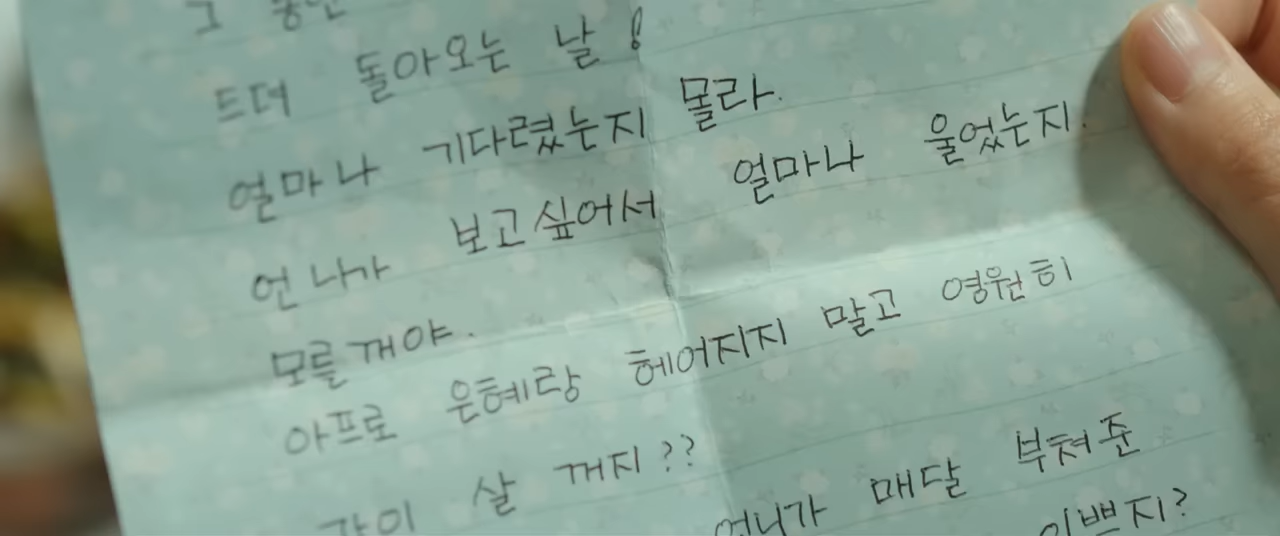 그 동안
드뎌 돌아오는 날!
얼마나 기다렸는지 몰라.
언니가 보고싶어서 얼마나 울었는지.
모를꺼야.
아프로 은혜랑 헤어지지 말고 영원히
같이 살 꺼지??
언니가 매달 부쳐준
이쁘지?